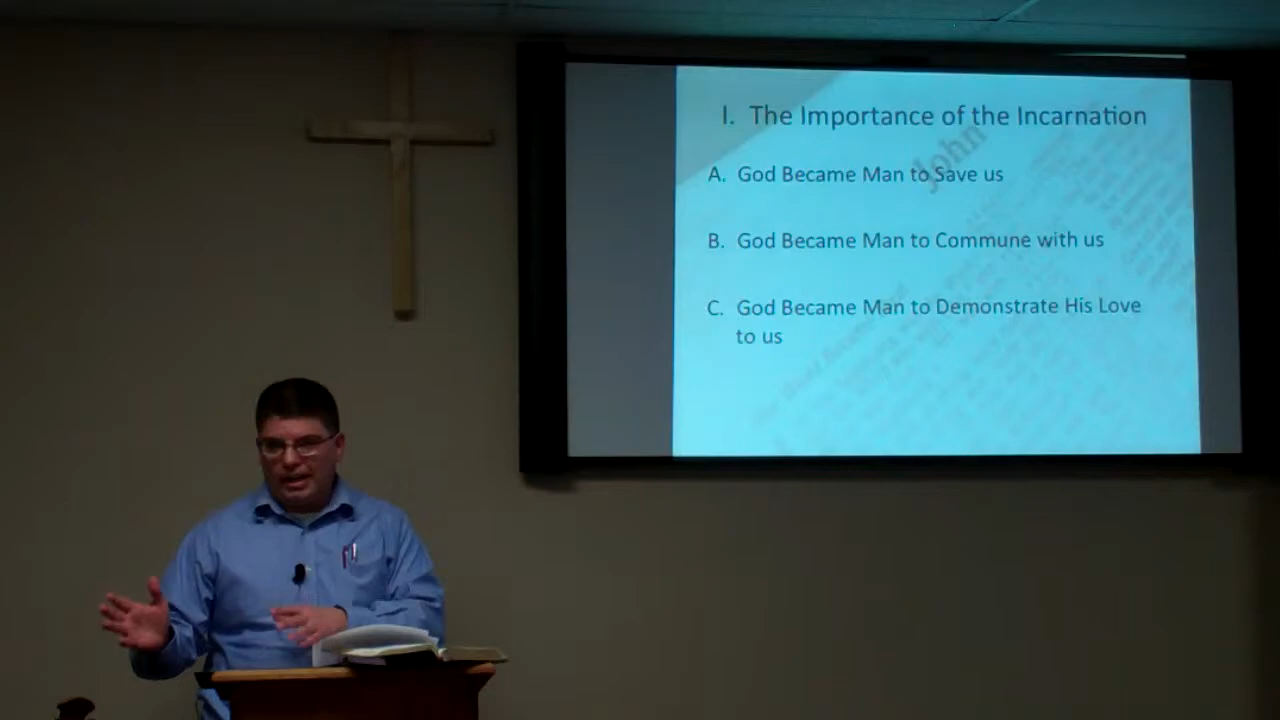 I. The Importance of the Incarnation
John
A. God Became Man to Save us
B. God Became Man to Commune with us
C. God Became Man to Demonstrate His Love
to us